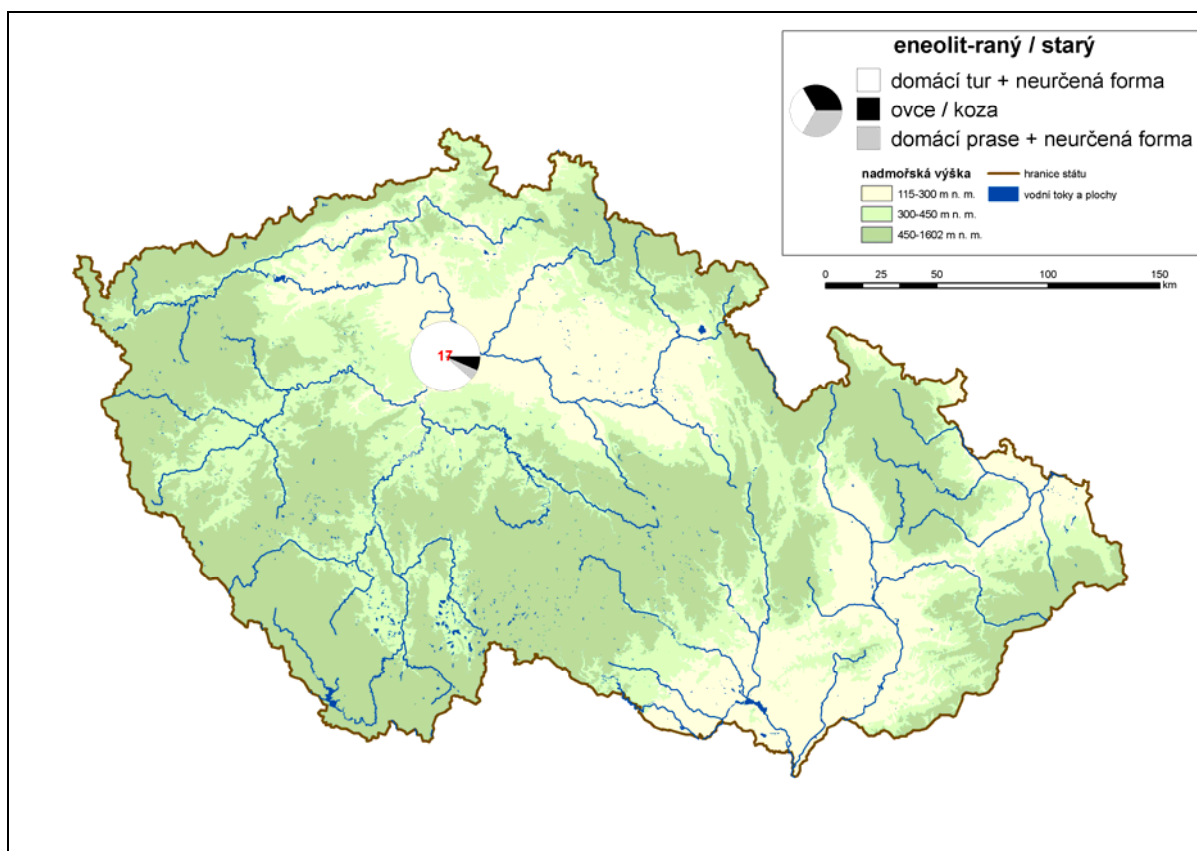 eneolit-raný / starý
domácí tur + neurčená forma
ovce / koza
domácí prase + neurčená forma
nadmořská výška
hranice státu
115-300 m n. m.
vodní toky a plochy
300-450 m n. m.
450-1602 m n. m.
0 25 50 100 150
km
17